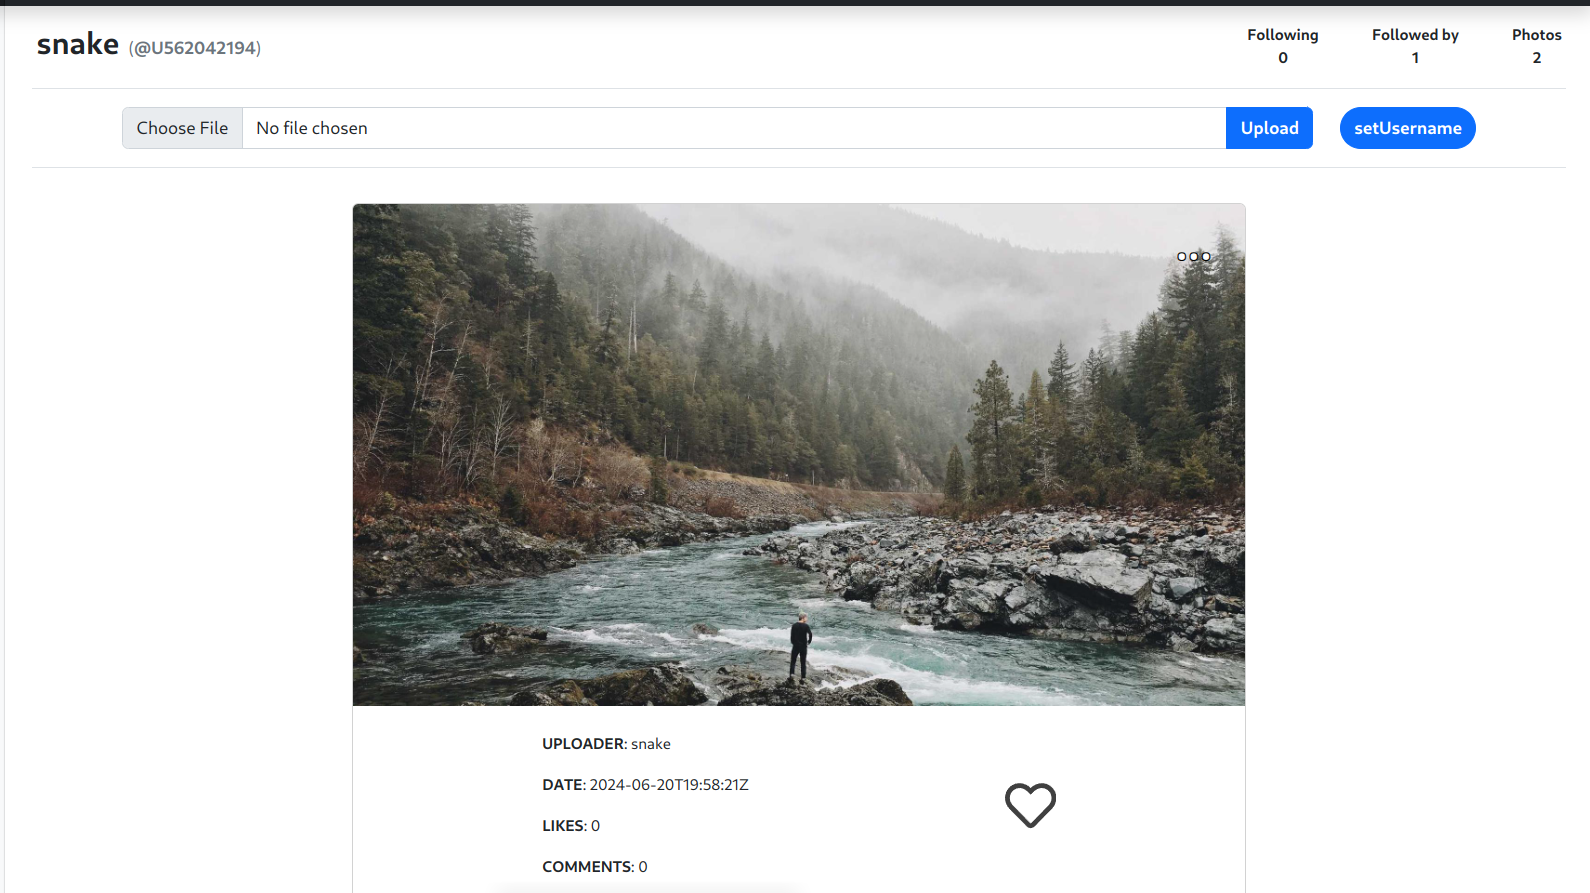 snake (@U562042194)
Following
0
Followed by
1
Photos
2
Choose File No file chosen Upload setUsername
UPLOADER: snake
DATE: 2024-06-20T19:58:21Z
LIKES: 0
COMMENTS: 0